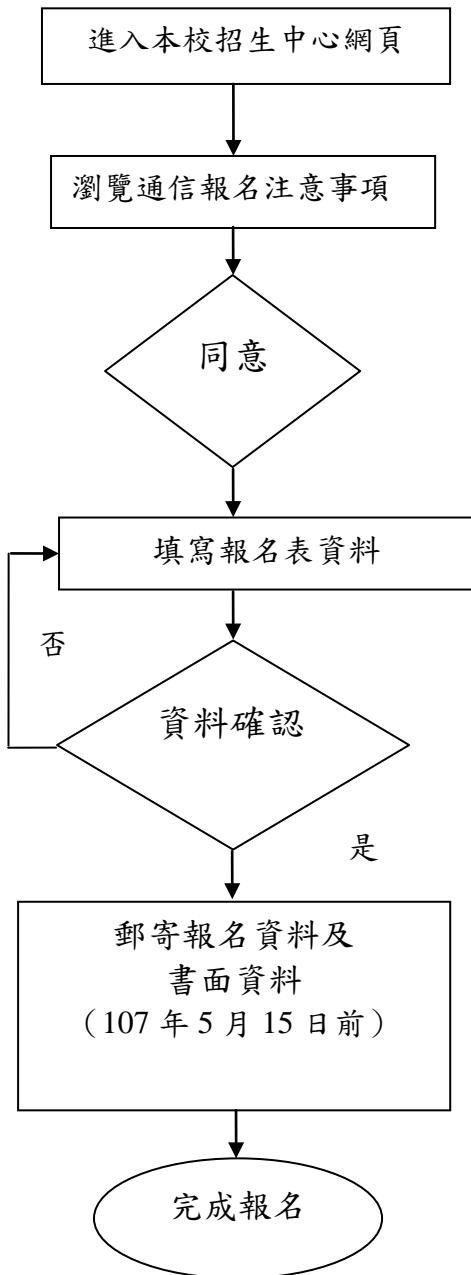 進入本校招生中心網頁
瀏覽通信報名注意事項
同意
填寫報名表資料
否
資料確認
是
郵寄報名資料及
書面資料
（107 年 5 月 15 日前）
完成報名